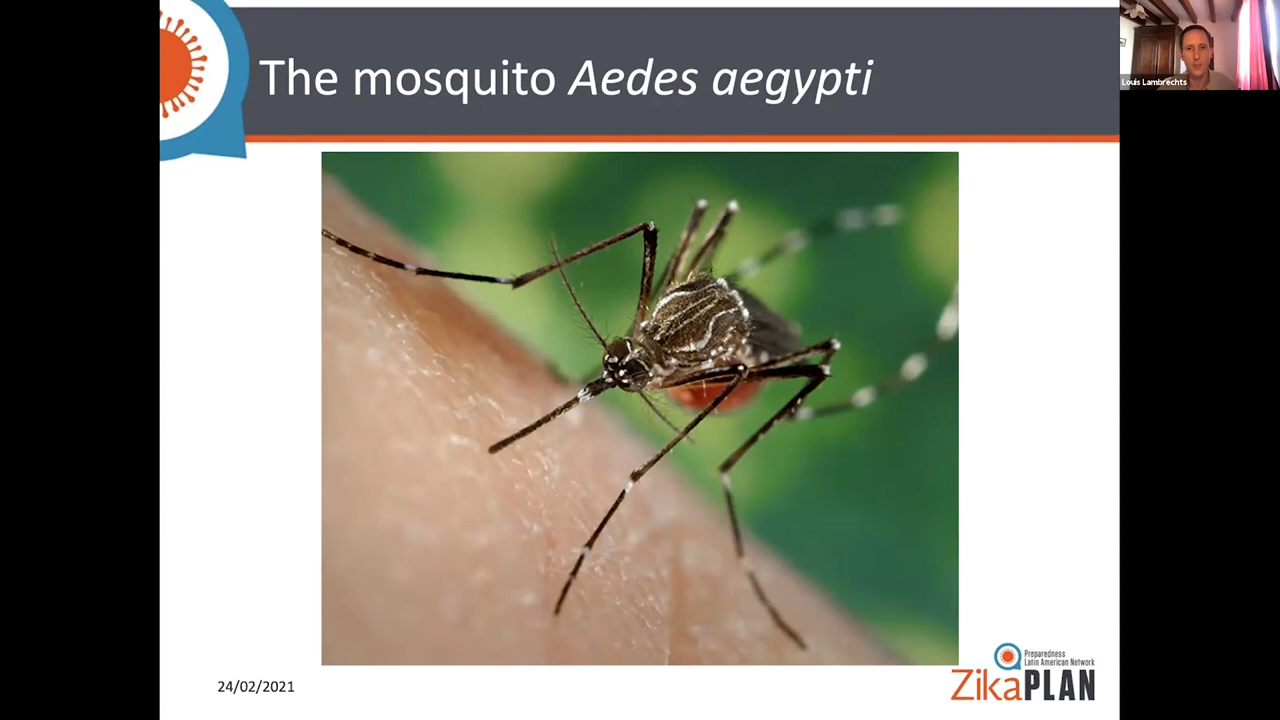 The mosquito Aedes aegypti
Louis Lambrechts
24/02/2021
Preparedness
Latin American Network
ZikaPLAN